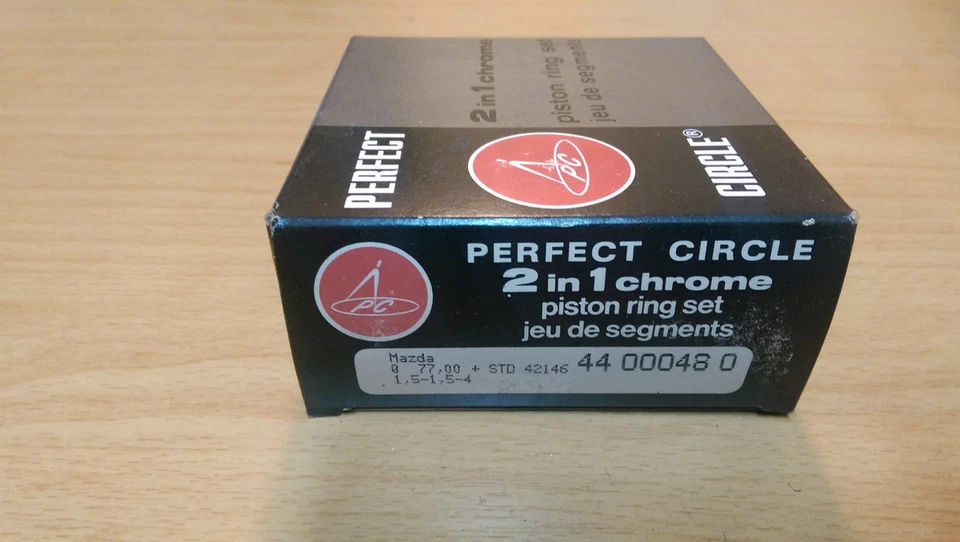 2 in 1 chrome
piston ring set
jeu de segments
PERFECT
PC
CIRCLE®
PC
PERFECT CIRCLE
2 in 1 chrome
piston ring set
jeu de segments
Mazda
0 77,00 + STD 42146 44 000048 0
1,5-1,5-4